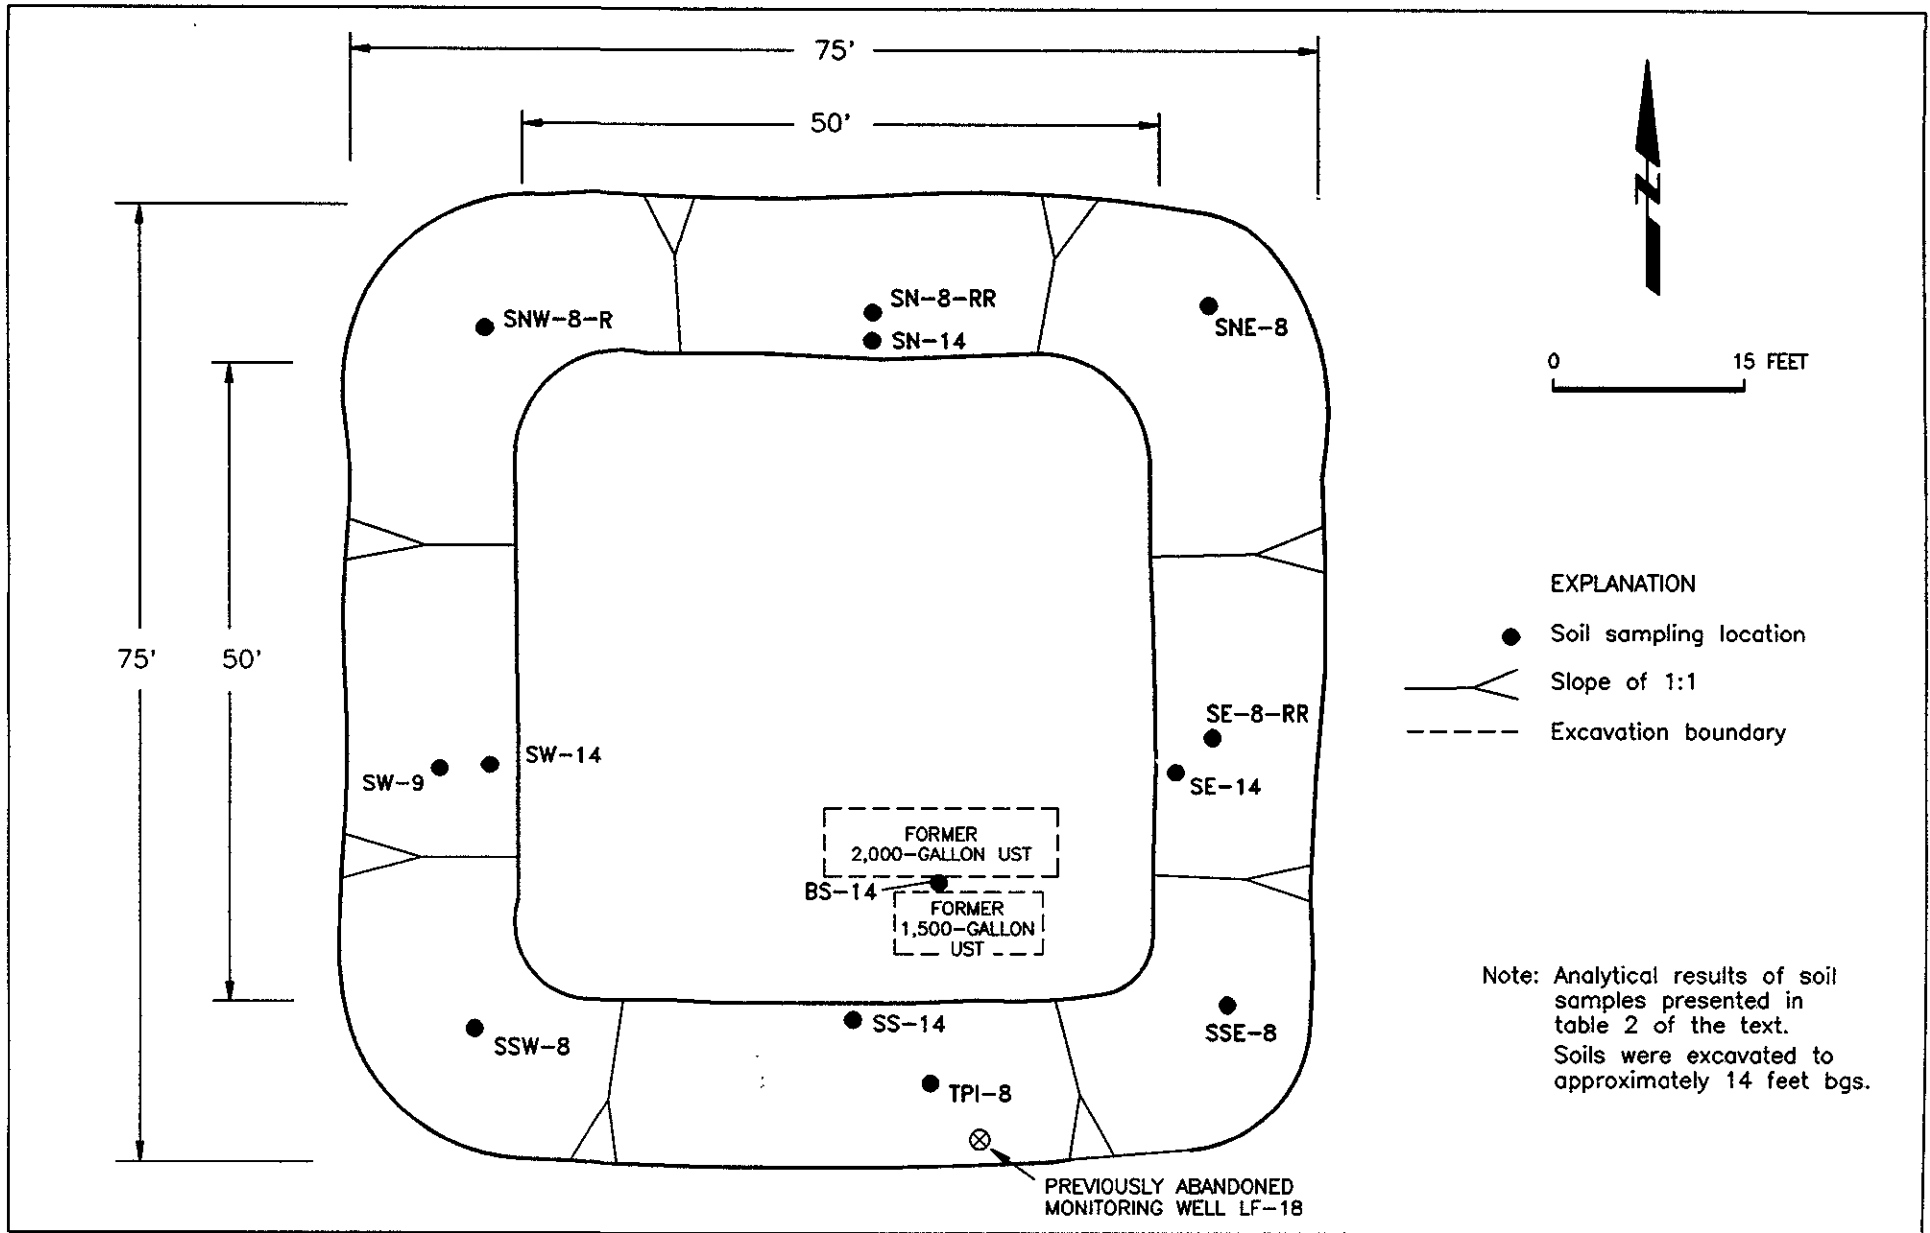 75'
50'
N
SNW-8-R
SN-8-RR
SN-14
SNE-8
0 15 FEET
75'
50'
EXPLANATION
Soil sampling location
Slope of 1:1
Excavation boundary
SW-9
SW-14
SE-8-RR
SE-14
FORMER
2,000-GALLON UST
BS-14
FORMER
1,500-GALLON
UST
SSW-8
SS-14
SSE-8
TPI-8
PREVIOUSLY ABANDONED
MONITORING WELL LF-18
Note: Analytical results of soil
samples presented in
table 2 of the text.
Soils were excavated to
approximately 14 feet bgs.